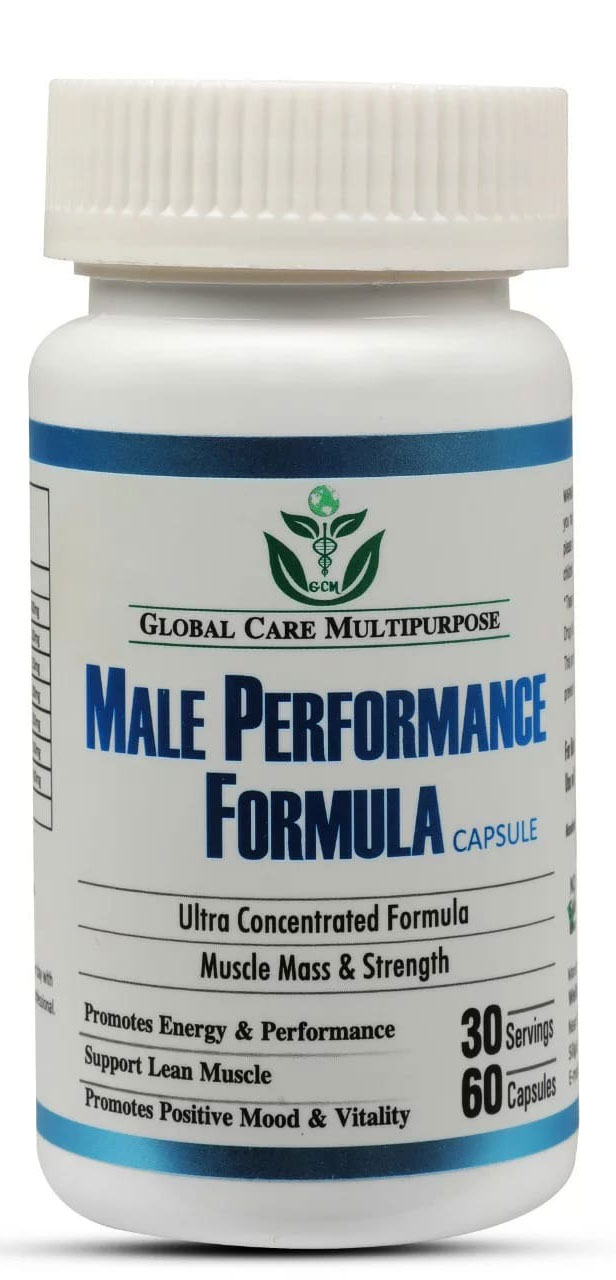 GCM
GLOBAL CARE MULTIPURPOSE
MALE PERFORMANCE
FORMULA CAPSULE
Ultra Concentrated Formula
Muscle Mass & Strength
Promotes Energy & Performance
Support Lean Muscle
Promotes Positive Mood & Vitality
30 Servings
60 Capsules